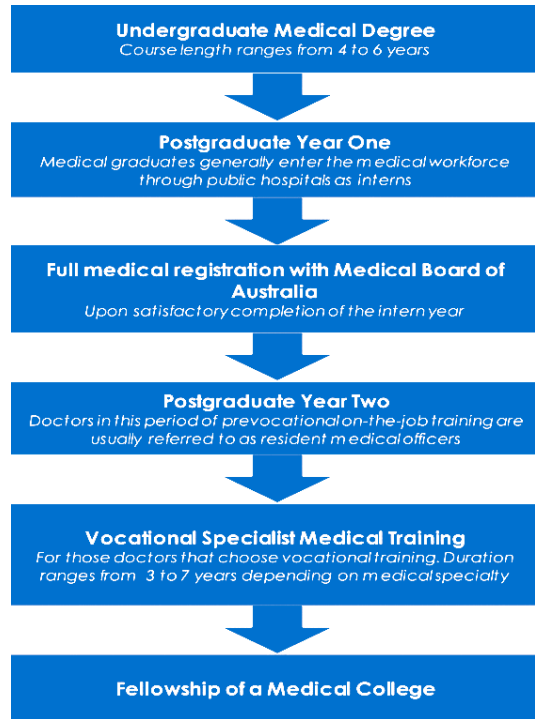 Undergraduate Medical Degree
Course length ranges from 4 to 6 years
Postgraduate Year One
Medical graduates generally enter the medical workforce
through public hospitals as interns
Full medical registration with Medical Board of
Australia
Upon satisfactory completion of the intern year
Postgraduate Year Two
Doctors in this period of prevocational on-the-job training are
usually referred to as resident medical officers
Vocational Specialist Medical Training
For those doctors that choose vocational training. Duration
ranges from 3 to 7 years depending on medical specialty
Fellowship of a Medical College